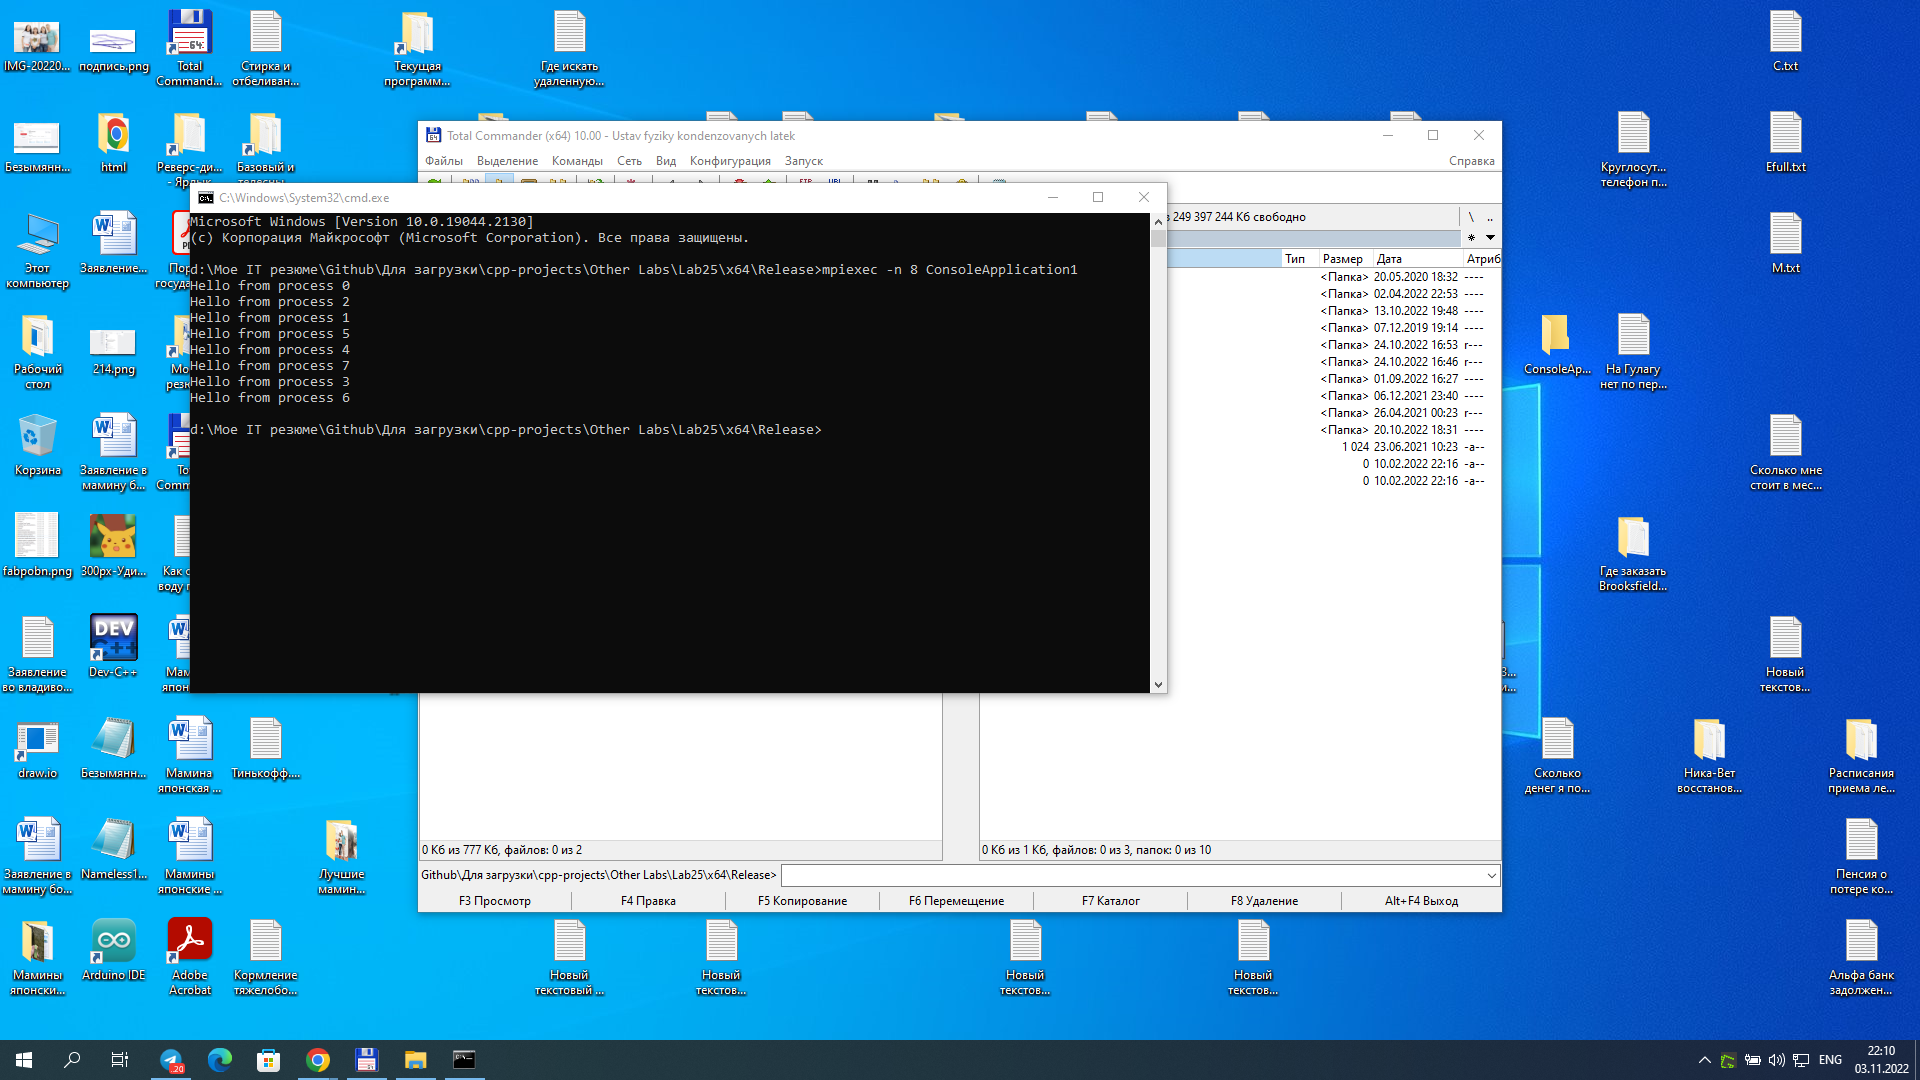 IMG-20220...
подпись.png
Total Command...
Стирка и отбеливан...
Текущая программ...
Где искать удаленную...
C.txt
Безымянн...
html
Реверс-ди... - Ярлык
Базовый и
Круглосут... телефон п...
Efull.txt
Total Commander (x64) 10.00 - Ustav fyziky kondenzovanych latek
Файлы Выделение Команды Сеть Вид Конфигурация Запуск Справка
249 397 244 Кб свободно
\ ..
* 
Тип Размер Дата Атриб
<Папка> 20.05.2020 18:32 ----
<Папка> 02.04.2022 22:53 ----
<Папка> 13.10.2022 19:48 ----
<Папка> 07.12.2019 19:14 ----
<Папка> 24.10.2022 16:53 r---
<Папка> 24.10.2022 16:46 r---
<Папка> 01.09.2022 16:27 ----
<Папка> 06.12.2021 23:40 ----
<Папка> 26.04.2021 00:23 r---
<Папка> 20.10.2022 18:31 ----
1 024 23.06.2021 10:23 -a--
0 10.02.2022 22:16 -a--
0 10.02.2022 22:16 -a--
C:\Windows\System32\cmd.exe
Microsoft Windows [Version 10.0.19044.2130]
(c) Корпорация Майкрософт (Microsoft Corporation). Все права защищены.
d:\Мое IT резюме\Github\Для загрузки\cpp-projects\Other Labs\Lab25\x64\Release>mpiexec -n 8 ConsoleApplication1
Hello from process 0
Hello from process 2
Hello from process 1
Hello from process 5
Hello from process 4
Hello from process 7
Hello from process 3
Hello from process 6
d:\Мое IT резюме\Github\Для загрузки\cpp-projects\Other Labs\Lab25\x64\Release>
0 Кб из 777 Кб, файлов: 0 из 2
0 Кб из 1 Кб, файлов: 0 из 3, папок: 0 из 10
Github\Для загрузки\cpp-projects\Other Labs\Lab25\x64\Release>
F3 Просмотр F4 Правка F5 Копирование F6 Перемещение F7 Каталог F8 Удаление Alt+F4 Выход
Этот компьютер
Заявление...
M.txt
Рабочий стол
214.png
ConsoleAp...
На Гулагу нет по пер...
Корзина
Заявление в мамину б...
Сколько мне стоит в мес...
fabpobn.png
300px-Уди...
Где заказать Brooksfield...
Заявление во владиво...
DEV C++
Dev-C++
Новый текстов...
draw.io
Безымянн...
Мамина японская ...
Тинькофф....
Сколько денег я по...
Ника-Вет восстанов...
Расписания приема ле...
Заявление в мамину бо...
Nameless1...
Мамины японские ...
Лучшие мамин...
Пенсия о потере ко...
Мамины японски...
Arduino IDE
Adobe Acrobat
Кормление тяжелобо...
Новый текстовый ...
Новый текстов...
Новый текстов...
Новый текстов...
Альфа банк задолжен...
20
ENG
22:10
03.11.2022